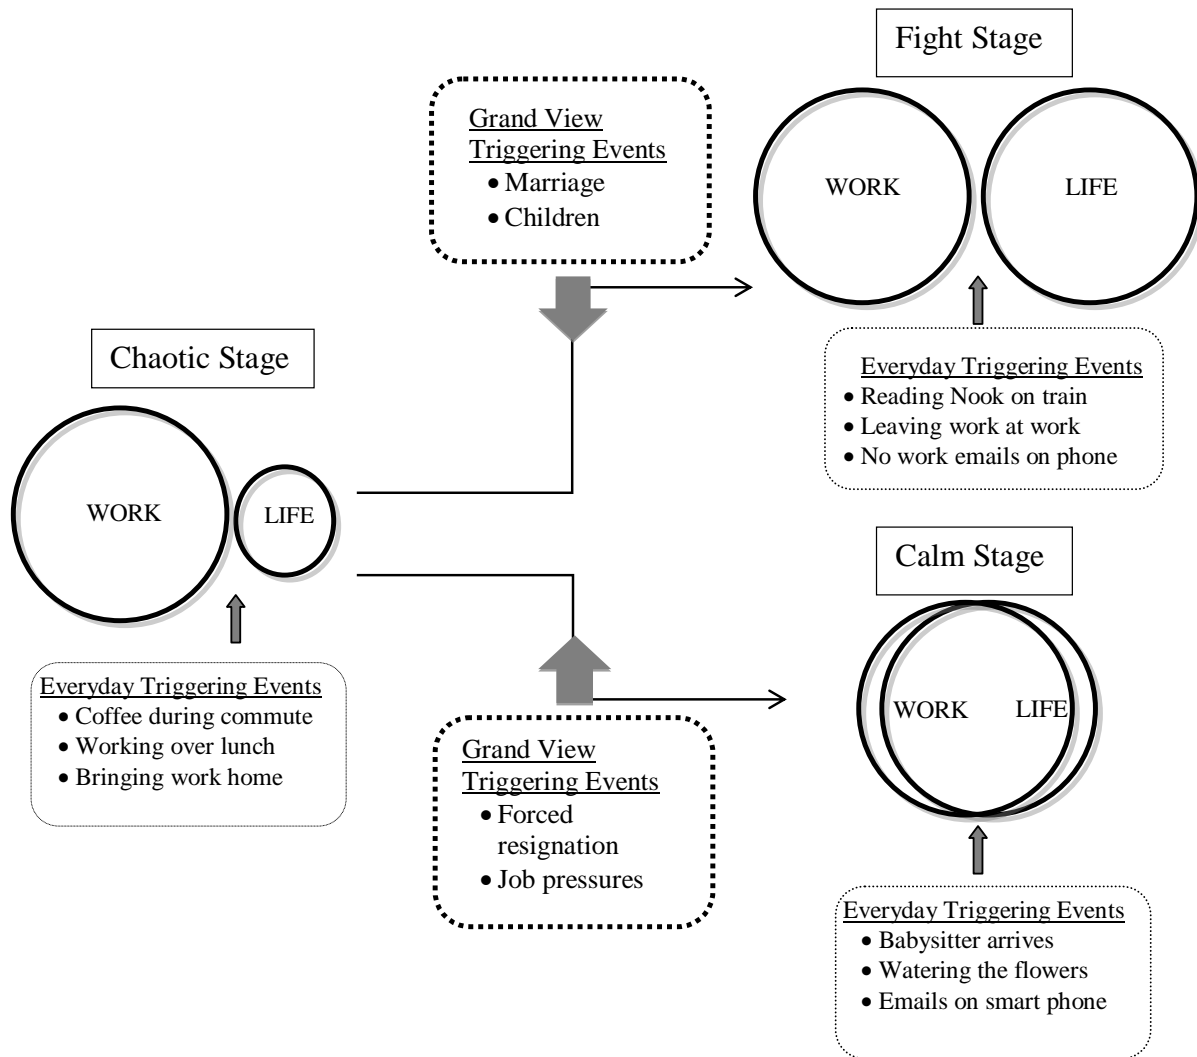 Fight Stage
Grand View
Triggering Events
• Marriage
• Children
WORK
LIFE
Everyday Triggering Events
• Reading Nook on train
• Leaving work at work
• No work emails on phone
Chaotic Stage
WORK
LIFE
Everyday Triggering Events
• Coffee during commute
• Working over lunch
• Bringing work home
Grand View
Triggering Events
• Forced
resignation
• Job pressures
Calm Stage
WORK
LIFE
Everyday Triggering Events
• Babysitter arrives
• Watering the flowers
• Emails on smart phone